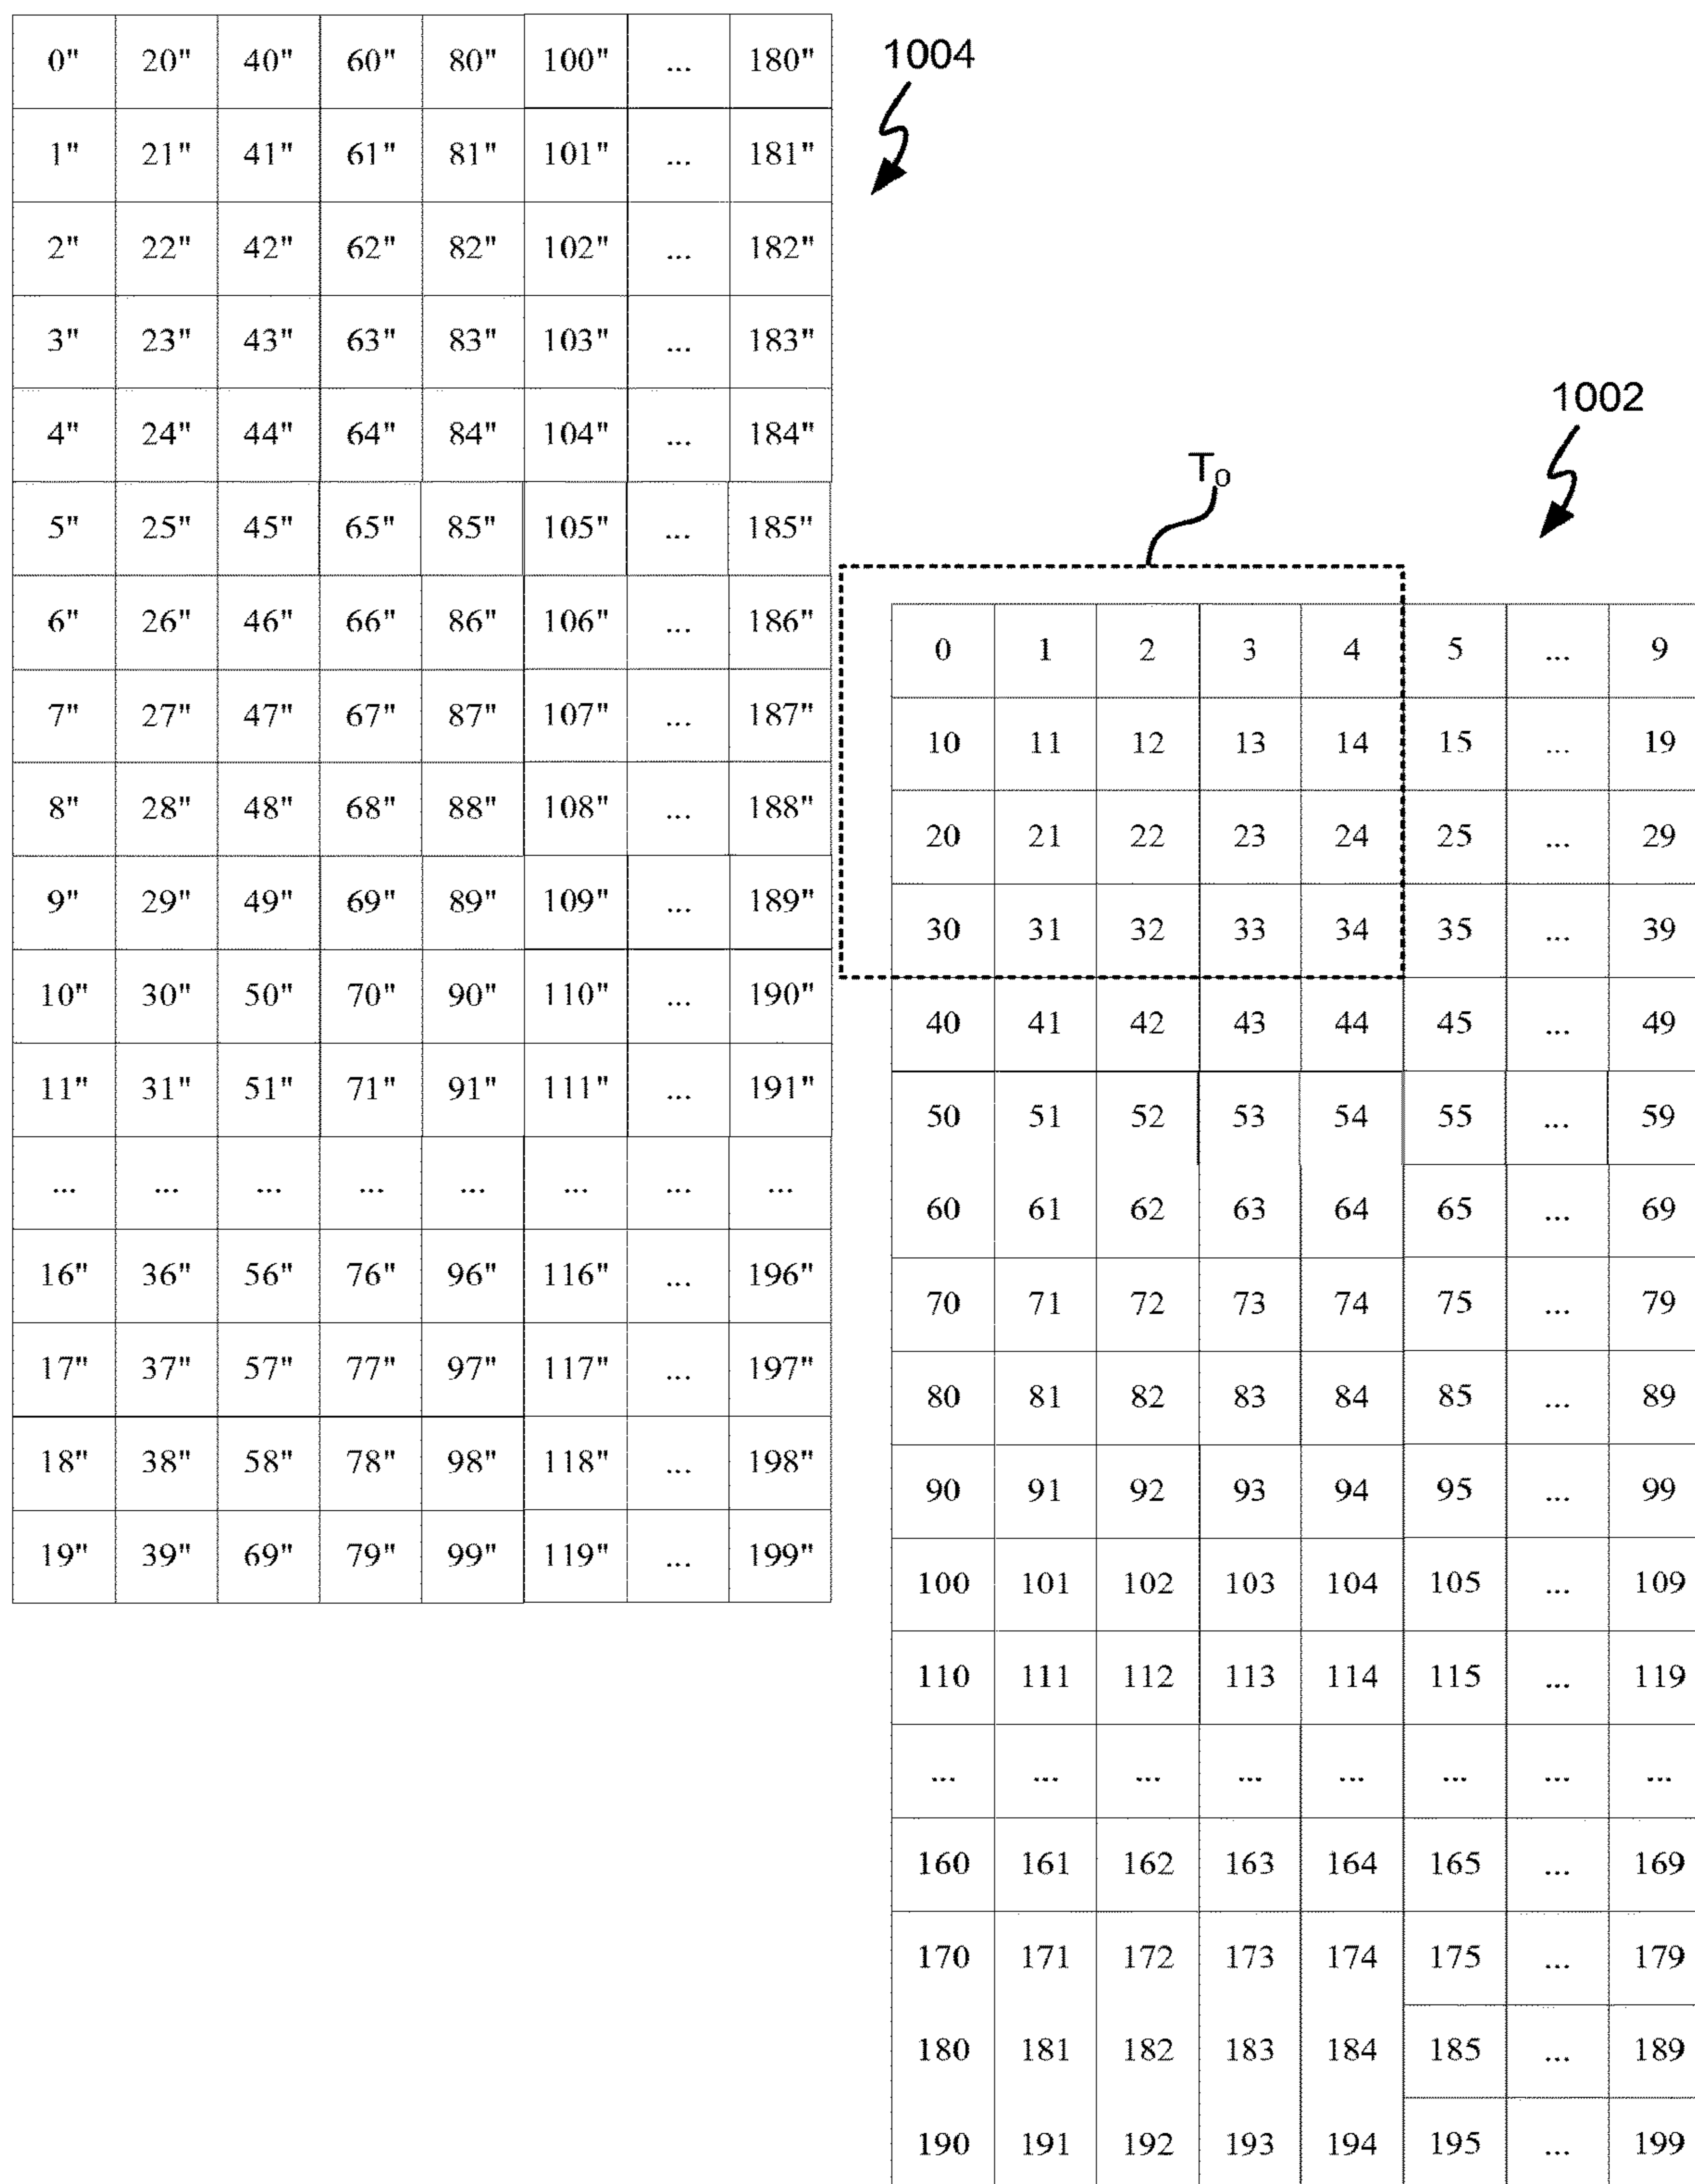 1004
0" 20" 40" 60" 80" 100" ... 180"
1" 21" 41" 61" 81" 101" ... 181"
2" 22" 42" 62" 82" 102" ... 182"
3" 23" 43" 63" 83" 103" ... 183"
4" 24" 44" 64" 84" 104" ... 184"
5" 25" 45" 65" 85" 105" ... 185"
6" 26" 46" 66" 86" 106" ... 186"
7" 27" 47" 67" 87" 107" ... 187"
8" 28" 48" 68" 88" 108" ... 188"
9" 29" 49" 69" 89" 109" ... 189"
10" 30" 50" 70" 90" 110" ... 190"
11" 31" 51" 71" 91" 111" ... 191"
... ... ... ... ... ... ... ...
16" 36" 56" 76" 96" 116" ... 196"
17" 37" 57" 77" 97" 117" ... 197"
18" 38" 58" 78" 98" 118" ... 198"
19" 39" 69" 79" 99" 119" ... 199"
1002
T0
0 1 2 3 4 5 ... 9
10 11 12 13 14 15 ... 19
20 21 22 23 24 25 ... 29
30 31 32 33 34 35 ... 39
40 41 42 43 44 45 ... 49
50 51 52 53 54 55 ... 59
60 61 62 63 64 65 ... 69
70 71 72 73 74 75 ... 79
80 81 82 83 84 85 ... 89
90 91 92 93 94 95 ... 99
100 101 102 103 104 105 ... 109
110 111 112 113 114 115 ... 119
... ... ... ... ... ... ... ...
160 161 162 163 164 165 ... 169
170 171 172 173 174 175 ... 179
180 181 182 183 184 185 ... 189
190 191 192 193 194 195 ... 199